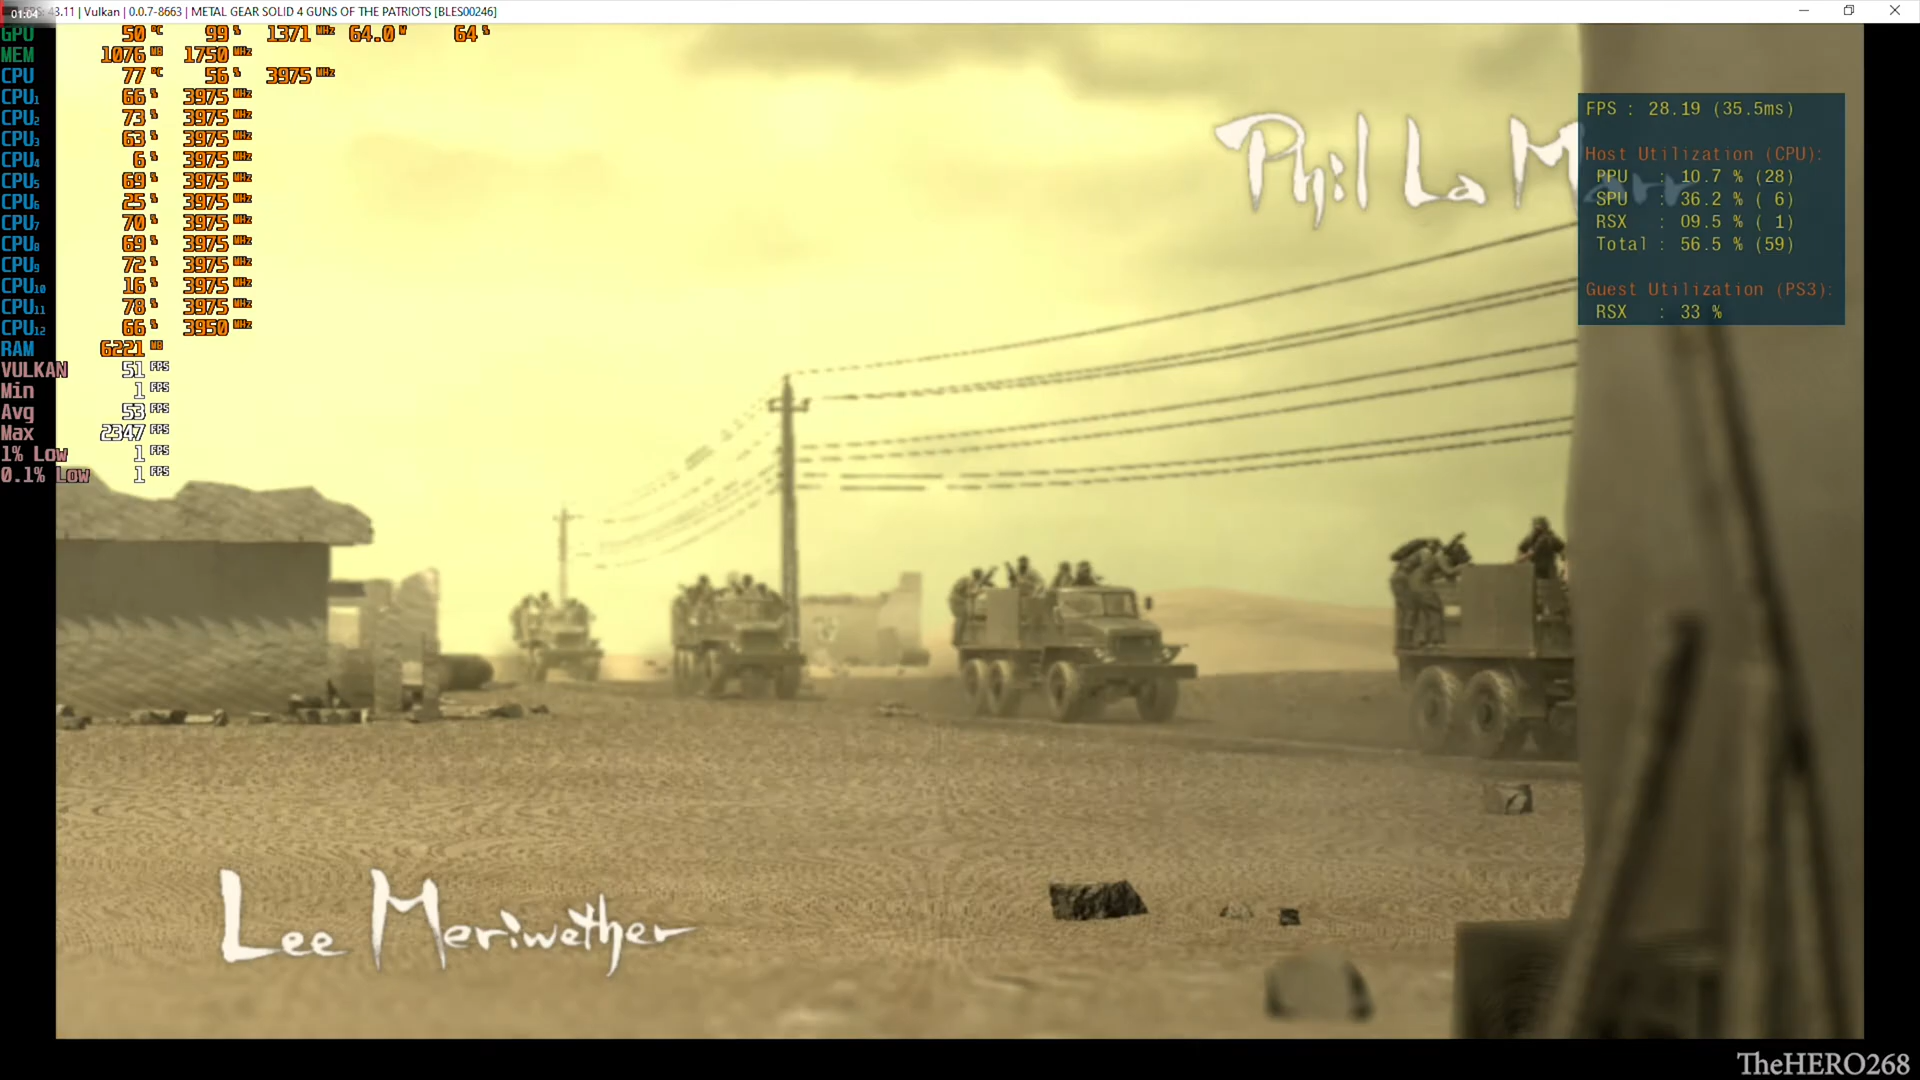 01:04
43.11 | Vulkan | 0.0.7-8663 | METAL GEAR SOLID 4 GUNS OF THE PATRIOTS [BLES00246]
GPU 50 °C 99 % 1371 MHz 64.0 W 64 %
MEM 1076 MB 1750 MHz
CPU 77 °C 56 % 3975 MHz
CPU1 66 % 3975 MHz
CPU2 73 % 3975 MHz
CPU3 63 % 3975 MHz
CPU4 6 % 3975 MHz
CPU5 69 % 3975 MHz
CPU6 25 % 3975 MHz
CPU7 70 % 3975 MHz
CPU8 69 % 3975 MHz
CPU9 72 % 3975 MHz
CPU10 16 % 3975 MHz
CPU11 78 % 3975 MHz
CPU12 66 % 3950 MHz
RAM 6221 MB
VULKAN 51 FPS
Min 1 FPS
Avg 53 FPS
Max 2347 FPS
1% Low 1 FPS
0.1% Low 1 FPS
Phil La Marr
FPS : 28.19 (35.5ms)
Host Utilization (CPU):
PPU : 10.7 % (28)
SPU : 36.2 % ( 6)
RSX : 09.5 % ( 1)
Total : 56.5 % (59)
Guest Utilization (PS3):
RSX : 33 %
Lee Meriwether
TheHERO268